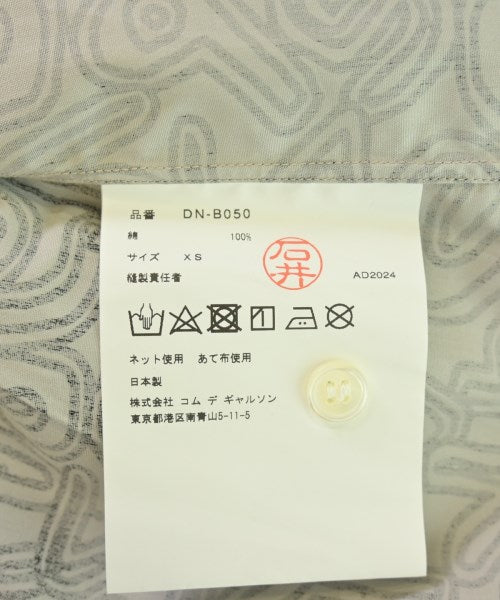 品番 DN-B050
綿 100%
サイズ XS
縫製責任者 石井 AD2024
ネット使用 あて布使用
日本製
株式会社 コム デ ギャルソン
東京都港区南青山5-11-5